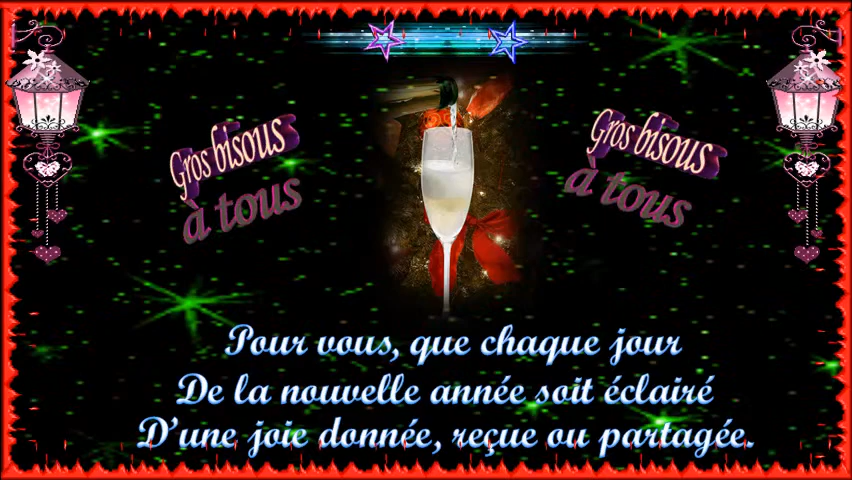 Gros bisous
à tous
Gros bisous
à tous
Pour vous, que chaque jour
De la nouvelle année soit éclairé
D'une joie donnée, reçue ou partagée.